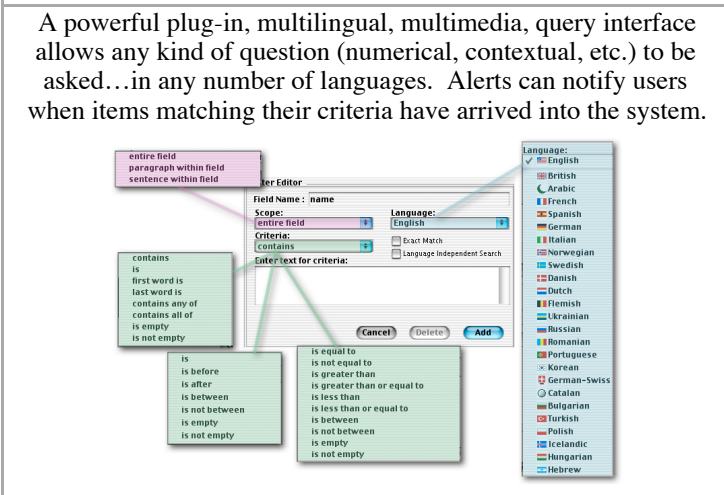 A powerful plug-in, multilingual, multimedia, query interface
allows any kind of question (numerical, contextual, etc.) to be
asked…in any number of languages. Alerts can notify users
when items matching their criteria have arrived into the system.
entire field
paragraph within field
sentence within field
ter Editor
Field Name : name
Scope:
entire field
Language:
English
Criteria:
contains
Exact Match
Language Independent Search
Enter text for criteria:
Cancel
Delete
Add
contains
is
first word is
last word is
contains any of
contains all of
is empty
is not empty
is
is before
is after
is between
is not between
is empty
is not empty
is equal to
is not equal to
is greater than
is greater than or equal to
is less than
is less than or equal to
is between
is not between
is empty
is not empty
Language:
✓ English
British
Arabic
French
Spanish
German
Italian
Norwegian
Swedish
Danish
Dutch
Flemish
Ukrainian
Russian
Romanian
Portuguese
Korean
German-Swiss
Catalan
Bulgarian
Turkish
Polish
Icelandic
Hungarian
Hebrew